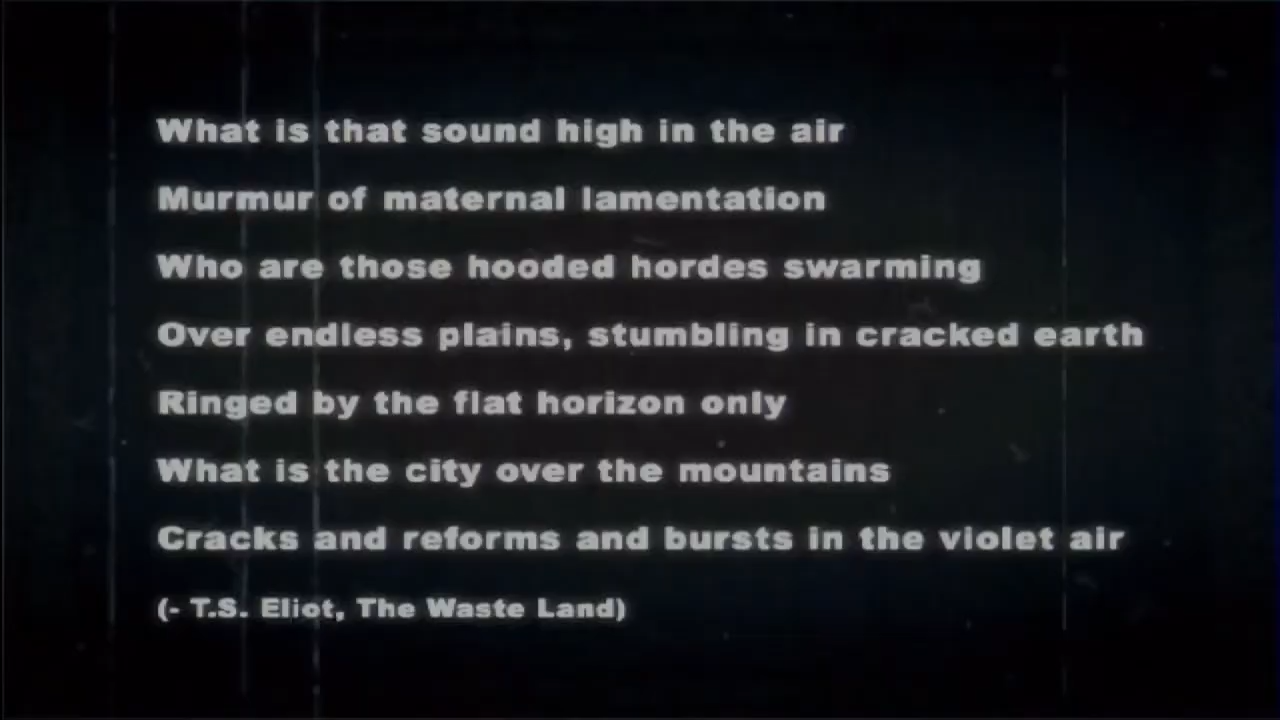 What is that sound high in the air
Murmur of maternal lamentation
Who are those hooded hordes swarming
Over endless plains, stumbling in cracked earth
Ringed by the flat horizon only
What is the city over the mountains
Cracks and reforms and bursts in the violet air
(- T.S. Eliot, The Waste Land)